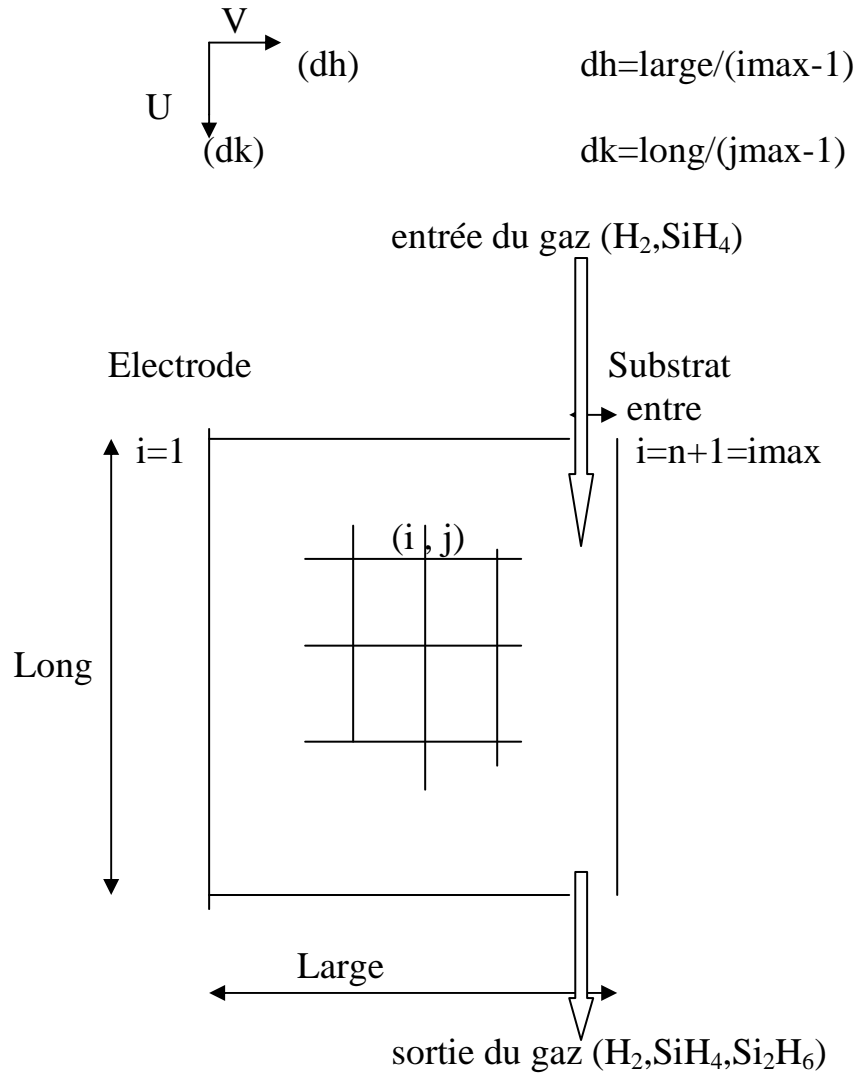 V
(dh) dh=large/(imax-1)
U
(dk) dk=long/(jmax-1)
entrée du gaz (H₂,SiH₄)
Electrode Substrat
entre
i=1 i=n+1=imax
(i , j)
Long
Large
sortie du gaz (H₂,SiH₄,Si₂H₆)